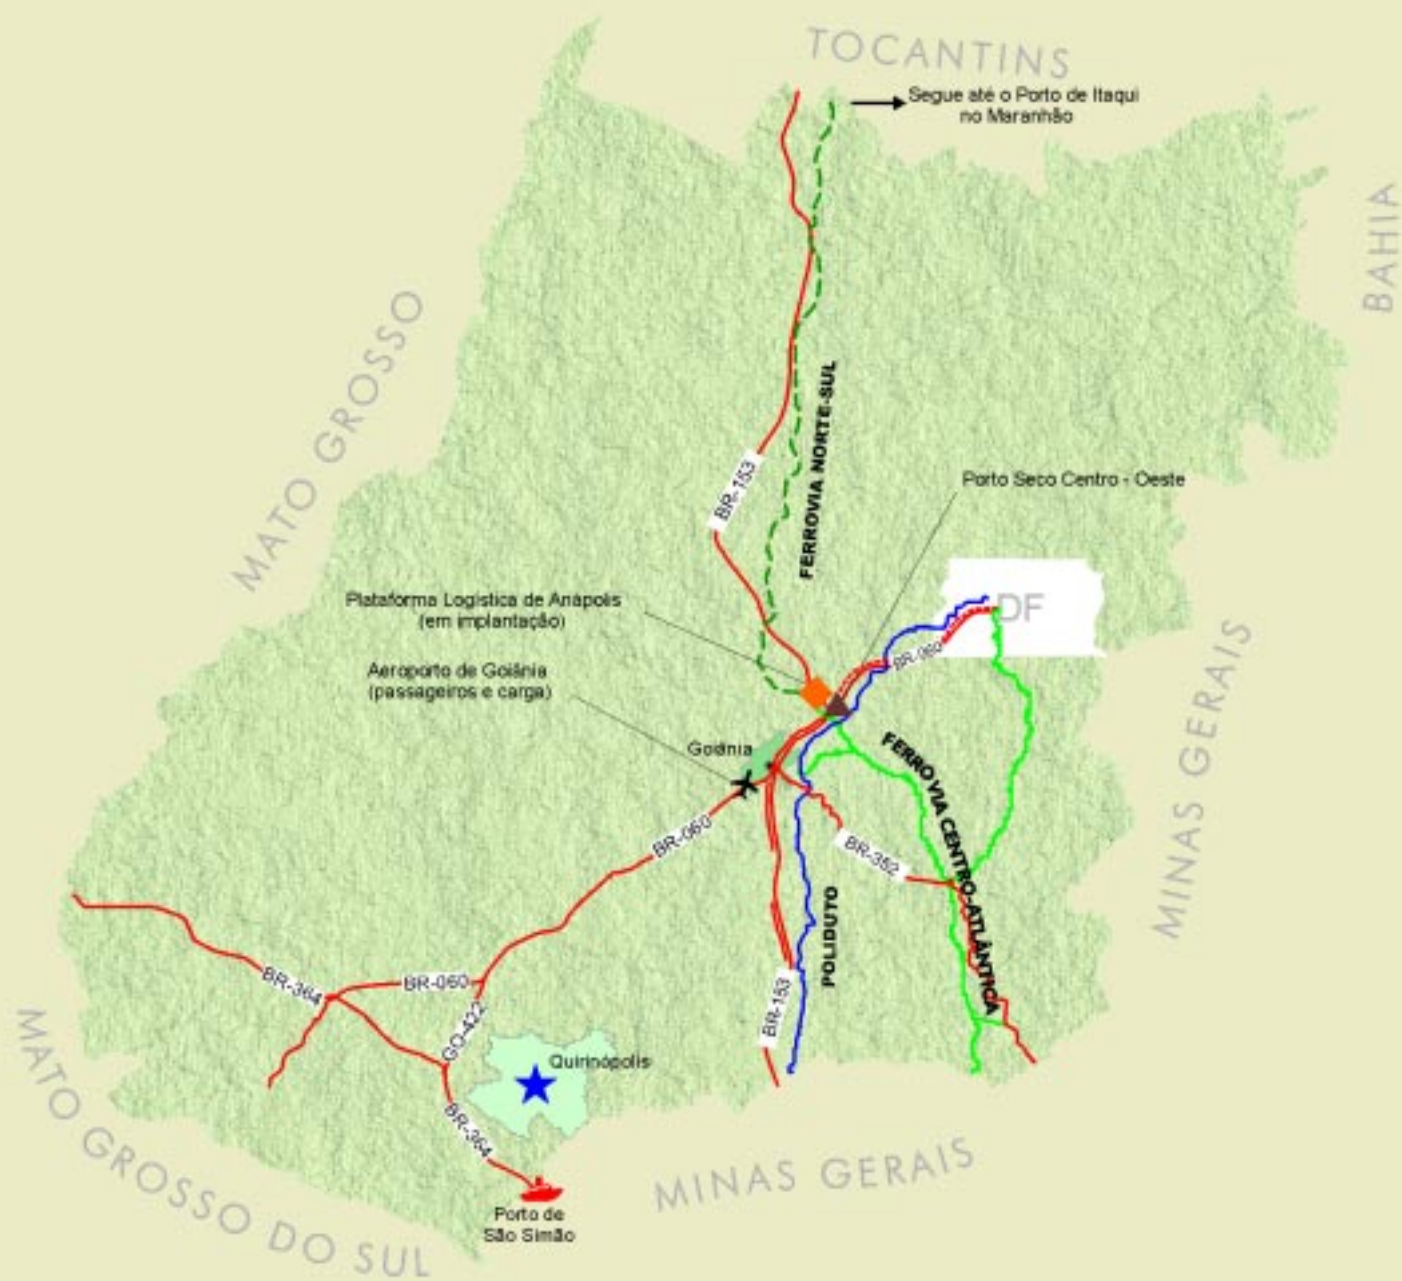 TOCANTINS
Segue até o Porto de Itaqui
no Maranhão
BAHIA
MATO GROSSO
FERROVIA NORTE-SUL
BR-153
Porto Seco Centro - Oeste
Plataforma Logística de Anápolis
(em implantação)
DF
BR-060
Aeroporto de Goiânia
(passageiros e carga)
MINAS GERAIS
Goiânia
FERROVIA CENTRO-ATLÂNTICA
BR-060
BR-352
POLIDUTO
BR-364
BR-060
BR-153
GO-422
Quirinópolis
MATO GROSSO DO SUL
BR-364
MINAS GERAIS
Porto de
São Simão